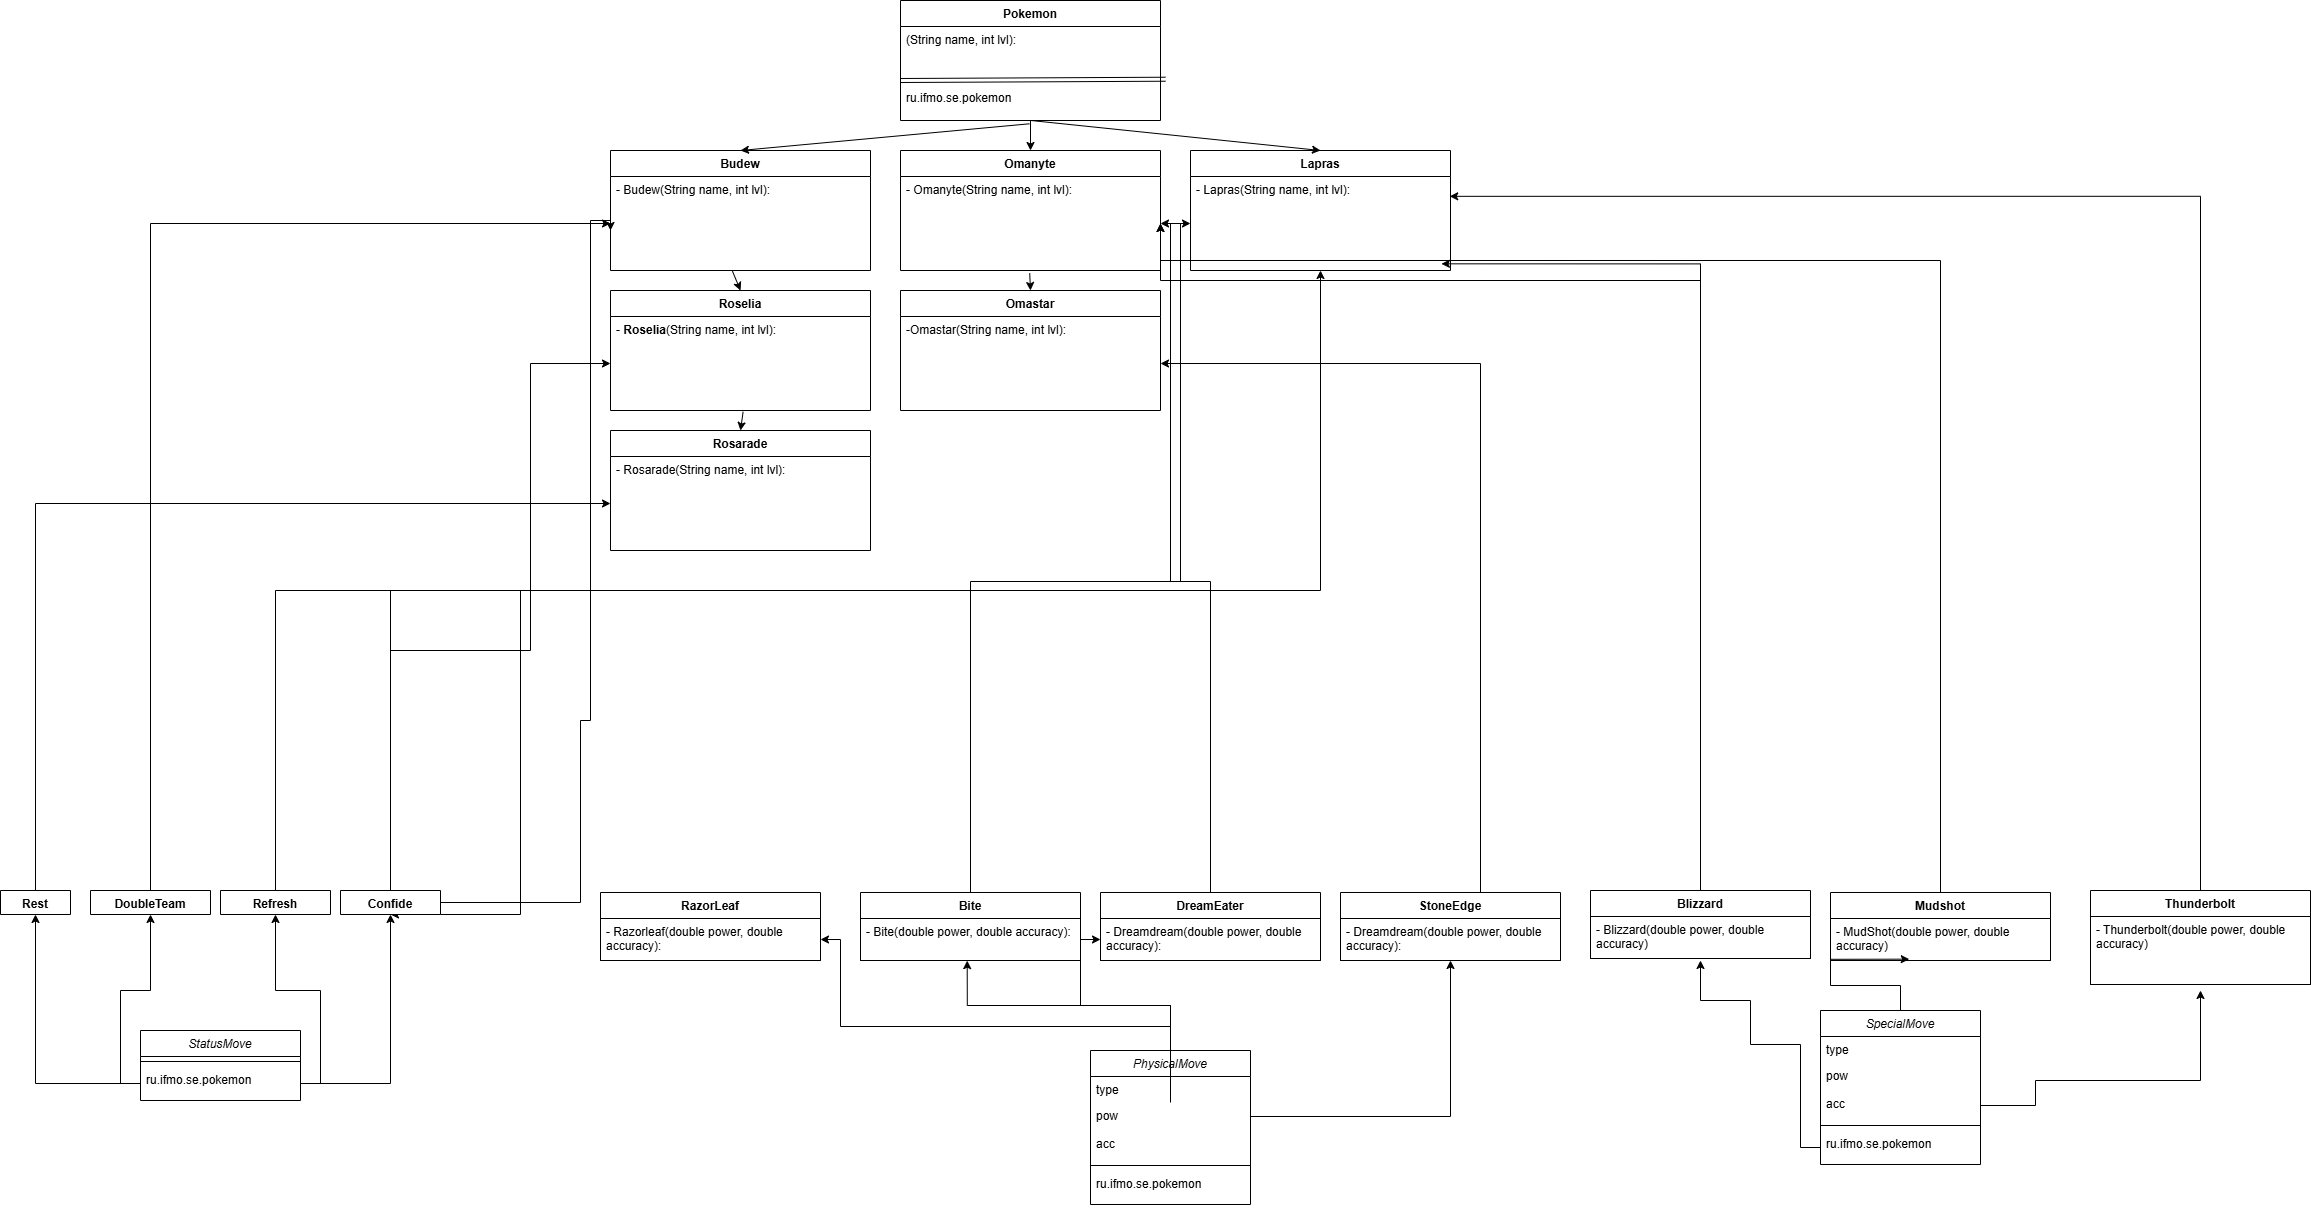 Pokemon
(String name, int lvl):
ru.ifmo.se.pokemon
Budew
- Budew(String name, int lvl):
Omanyte
- Omanyte(String name, int lvl):
Lapras
- Lapras(String name, int lvl):
Roselia
- Roselia(String name, int lvl):
Omastar
-Omastar(String name, int lvl):
Rosarade
- Rosarade(String name, int lvl):
Rest
DoubleTeam
Refresh
Confide
RazorLeaf
- Razorleaf(double power, double
accuracy):
Bite
- Bite(double power, double accuracy):
DreamEater
- Dreamdream(double power, double
accuracy):
StoneEdge
- Dreamdream(double power, double
accuracy):
Blizzard
- Blizzard(double power, double
accuracy)
Mudshot
- MudShot(double power, double
accuracy)
Thunderbolt
- Thunderbolt(double power, double
accuracy)
StatusMove
ru.ifmo.se.pokemon
PhysicalMove
type
pow
acc
ru.ifmo.se.pokemon
SpecialMove
type
pow
acc
ru.ifmo.se.pokemon